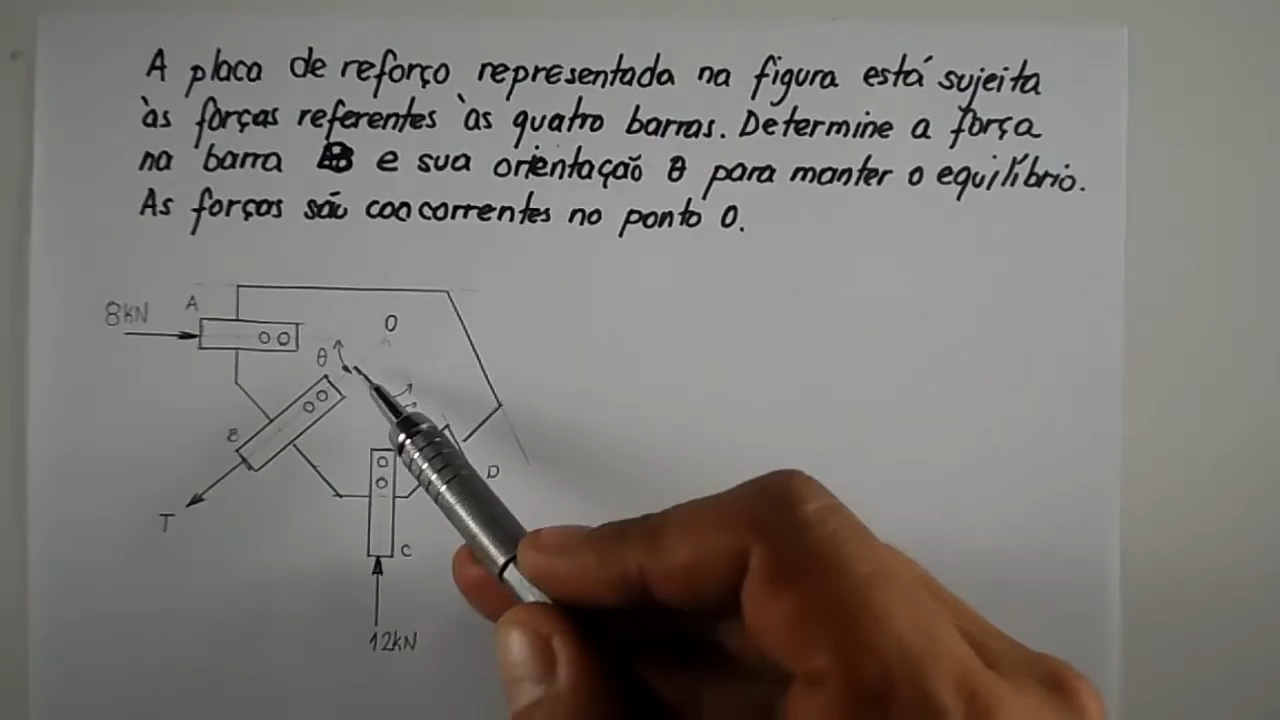 A placa de reforço representada na figura está sujeita
às forças referentes às quatro barras. Determine a força
na barra B e sua orientação θ para manter o equilíbrio.
As forças são concorrentes no ponto O.
8KN
A
O
θ
B
D
T
C
12KN